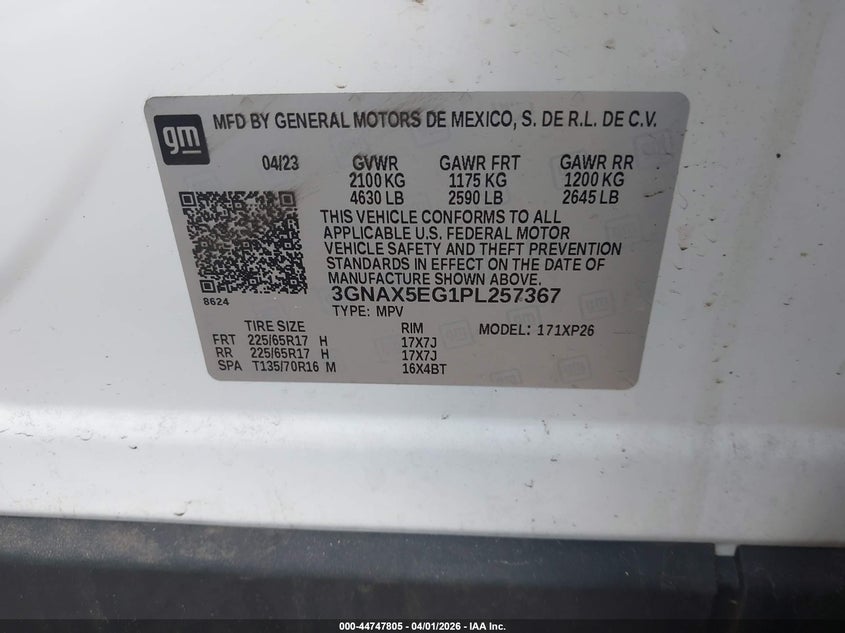 gm MFD BY GENERAL MOTORS DE MEXICO, S. DE R.L. DE C.V.
04/23 GVWR GAWR FRT GAWR RR
2100 KG 1175 KG 1200 KG
4630 LB 2590 LB 2645 LB
THIS VEHICLE CONFORMS TO ALL
APPLICABLE U.S. FEDERAL MOTOR
VEHICLE SAFETY AND THEFT PREVENTION
STANDARDS IN EFFECT ON THE DATE OF
MANUFACTURE SHOWN ABOVE.
8624 3GNAX5EG1PL257367
TYPE: MPV
TIRE SIZE RIM MODEL: 171XP26
FRT 225/65R17 H 17X7J
RR 225/65R17 H 17X7J
SPA T135/70R16 M 16X4BT
000-44747805 - 04/01/2026 - IAA Inc.